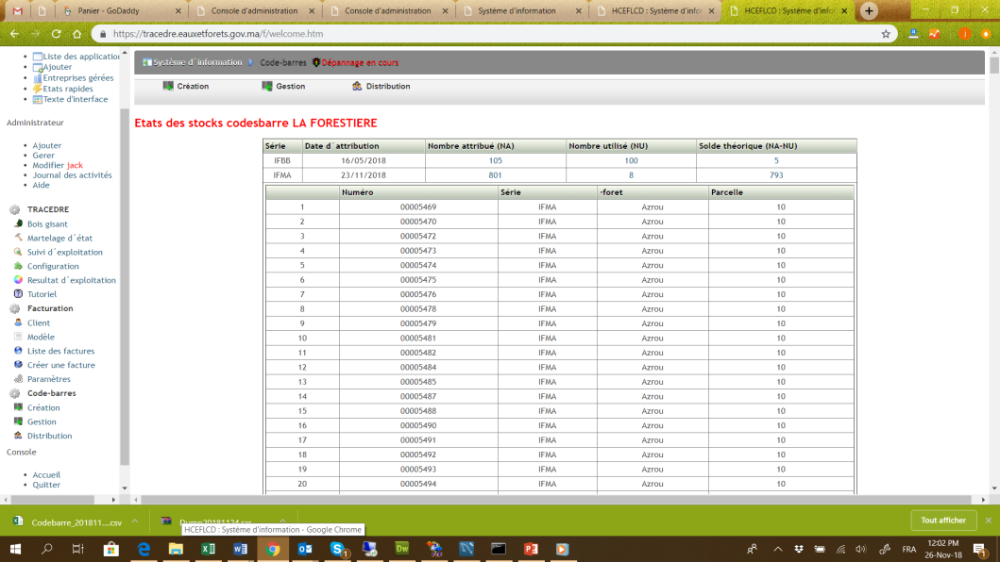 Panier - GoDaddy
Console d'administration
Console d'administration
Système d'information
HCEFLCD : Système d'infor
HCEFLCD : Système d'infor
https://tracedre.eauxetforets.gov.ma/f/welcome.htm
Liste des application
Ajouter
Entreprises gérées
Etats rapides
Texte d'interface
Administrateur
Ajouter
Gerer
Modifier jack
Journal des activités
Aide
TRACEDRE
Bois gisant
Martelage d´état
Suivi d´exploitation
Configuration
Resultat d´exploitation
Tutoriel
Facturation
Client
Modèle
Liste des factures
Créer une facture
Paramètres
Code-barres
Création
Gestion
Distribution
Console
Accueil
Quitter
Système d´information Code-barres Dépannage en cours
Création Gestion Distribution
Etats des stocks codesbarre LA FORESTIERE
Série Date d´attribution Nombre attribué (NA) Nombre utilisé (NU) Solde théorique (NA-NU)
IFBB 16/05/2018 105 100 5
IFMA 23/11/2018 801 8 793
Numéro Série -foret Parcelle
1 00005469 IFMA Azrou 10
2 00005470 IFMA Azrou 10
3 00005472 IFMA Azrou 10
4 00005473 IFMA Azrou 10
5 00005474 IFMA Azrou 10
6 00005475 IFMA Azrou 10
7 00005476 IFMA Azrou 10
8 00005478 IFMA Azrou 10
9 00005479 IFMA Azrou 10
10 00005481 IFMA Azrou 10
11 00005482 IFMA Azrou 10
12 00005484 IFMA Azrou 10
13 00005485 IFMA Azrou 10
14 00005487 IFMA Azrou 10
15 00005488 IFMA Azrou 10
16 00005490 IFMA Azrou 10
17 00005491 IFMA Azrou 10
18 00005492 IFMA Azrou 10
19 00005493 IFMA Azrou 10
20 00005494 IFMA Azrou 10
Codebarre_201811....csv
Dump20181124.rar
Tout afficher
HCEFLCD : Système d'information - Google Chrome
FRA
12:02 PM
26-Nov-18